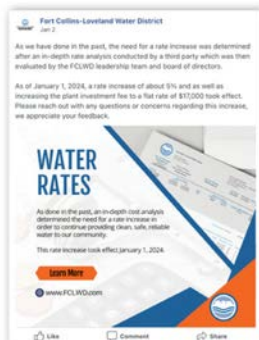 Fort Collins-Loveland Water District
Jan 2
As we have done in the past, the need for a rate increase was determined
after an in-depth rate analysis conducted by a third party which was then
evaluated by the FCLWD leadership team and board of directors.
As of January 1, 2024, a rate increase of about 5% and as well as
increasing the plant investment fee to a flat rate of $17,000 took effect.
Please reach out with any questions or concerns regarding this increase,
we appreciate your feedback.
WATER
RATES
As done in the past, an in-depth cost analysis
determined the need for a rate increase in
order to continue providing clean, safe, reliable
water to our community.
This rate increase took effect January 1, 2024.
Learn More
www.FCLWD.com
Like
Comment
Share